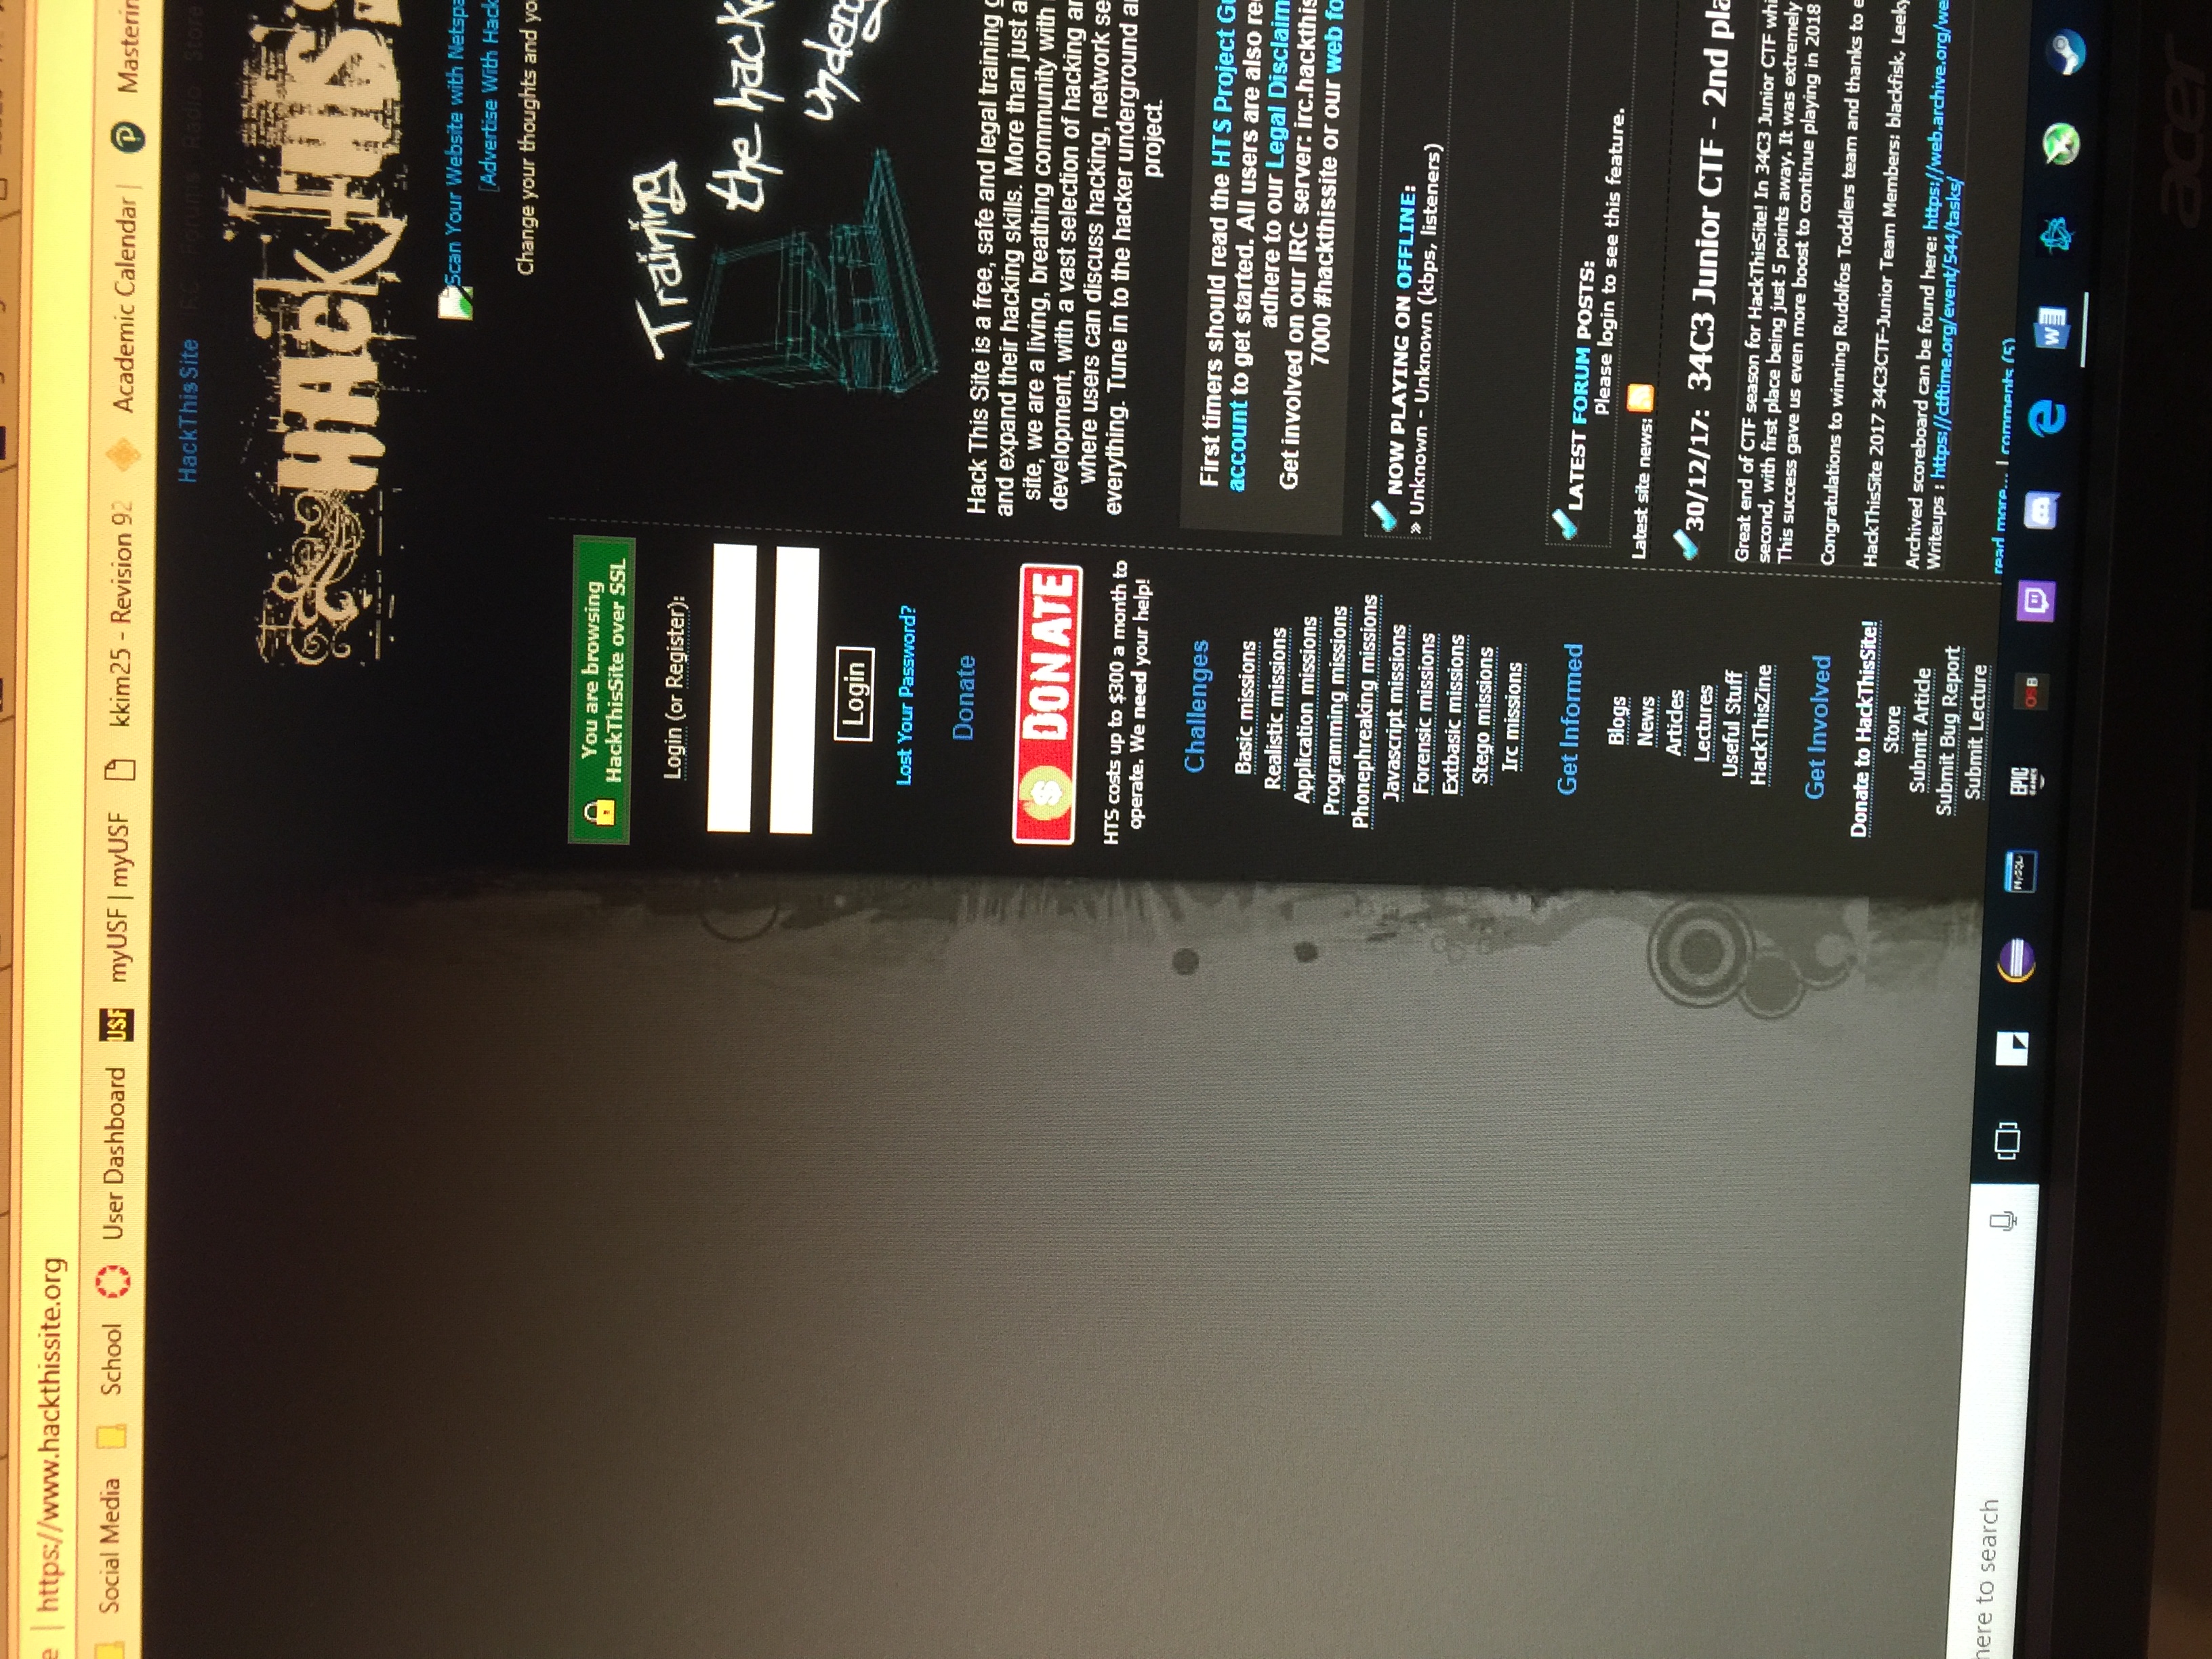 https://www.hackthissite.org
Social Media School User Dashboard USF myUSF | myUSF kkim25 - Revision 92 Academic Calendar |
HackThisSite Forums Radio Store
HACK THIS
Scan Your Website with
[Advertise With
Change your thoughts and
You are browsing
HackThisSite over SSL
Login (or Register):
Login
Lost Your Password?
Donate
$ DONATE
HTS costs up to $300 a month to
operate. We need your help!
Challenges
Basic missions
Realistic missions
Application missions
Programming missions
Phonephreaking missions
Javascript missions
Forensic missions
Extbasic missions
Stego missions
Irc missions
Get Informed
Blogs
News
Articles
Lectures
Useful Stuff
HackThisZine
Get Involved
Donate to HackThisSite!
Store
Submit Article
Submit Bug Report
Submit Lecture
Training
the
Hack This Site is a free, safe and legal training
and expand their hacking skills. More than just a
site, we are a living, breathing community with
development, with a vast selection of hacking
where users can discuss hacking, network
everything. Tune in to the hacker underground
project.
First timers should read the HTS Project
account to get started. All users are also
adhere to our Legal
Get involved on our IRC server:
7000 #hackthissite or our web
NOW PLAYING ON OFFLINE:
» Unknown - Unknown (kbps, listeners)
LATEST FORUM POSTS:
Please login to see this feature.
Latest site news:
30/12/17: 34C3 Junior CTF - 2nd
Great end of CTF season for HackThisSite! In 34C3 Junior CTF
second, with first place being just 5 points away. It was extremely
This success gave us even more boost to continue playing in 2018
Congratulations to winning Rudolfos Toddlers team and thanks to
HackThisSite 2017 34C3CTF-Junior Team Members: blackfisk,
Archived scoreboard can be found here: https://web.archive.org/we
Writeups : https://ctftime.org/event/544/tasks/
read more... | comments (5)
here to search
MySQL EPIC GAMES OSB W
acer